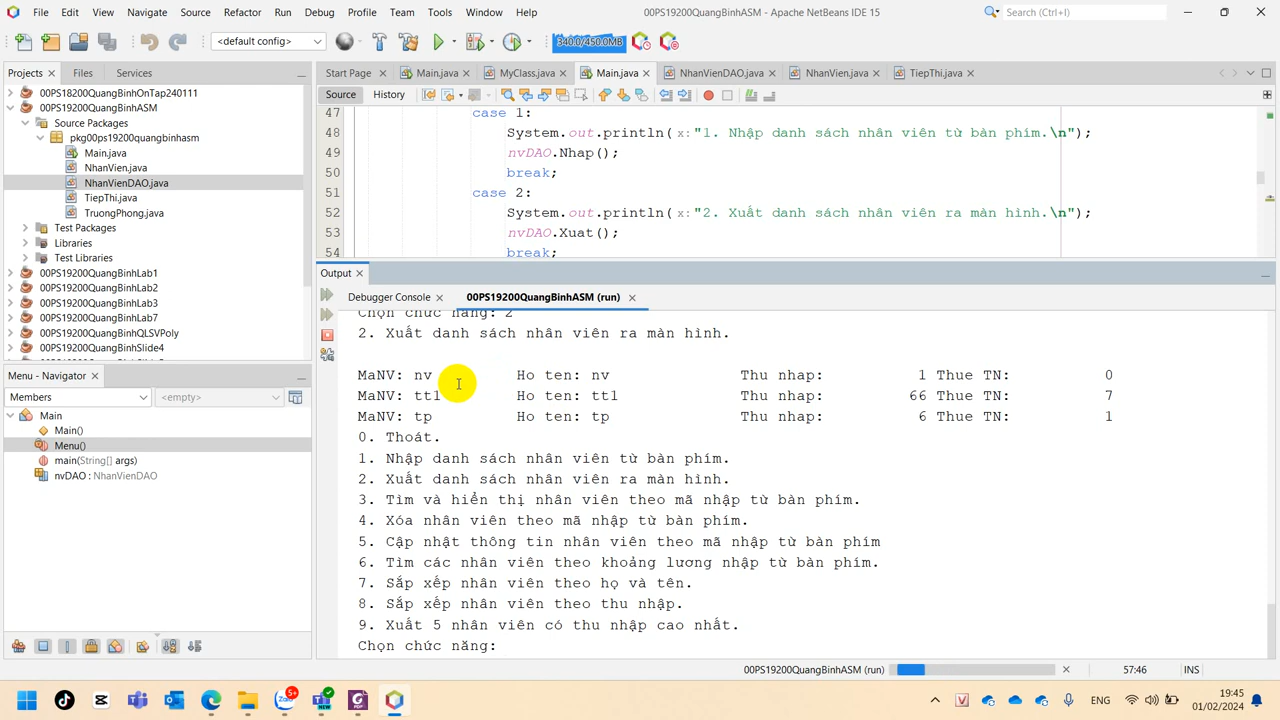 File Edit View Navigate Source Refactor Run Debug Profile Team Tools Window Help 00PS19200QuangBinhASM - Apache NetBeans IDE 15 Search (Ctrl+I)
<default config> 340.0/450.0MB
Projects Files Services
Start Page Main.java MyClass.java Main.java NhanVienDAO.java NhanVien.java TiepThi.java
Source History
00PS19200QuangBinhOnTap240111
00PS19200QuangBinhASM
Source Packages
pkg00ps19200quangbinhasm
Main.java
NhanVien.java
NhanVienDAO.java
TiepThi.java
TruongPhong.java
Test Packages
Libraries
Test Libraries
00PS19200QuangBinhLab1
00PS19200QuangBinhLab2
00PS19200QuangBinhLab3
00PS19200QuangBinhLab7
00PS19200QuangBinhQLSVPoly
00PS19200QuangBinhSlide4
47 case 1:
48 System.out.println( x: "1. Nhập danh sách nhân viên từ bàn phím.\n");
49 nvDAO.Nhap();
50 break;
51 case 2:
52 System.out.println( x: "2. Xuất danh sách nhân viên ra màn hình.\n");
53 nvDAO.Xuat();
54 break;
Output
Debugger Console 00PS19200QuangBinhASM (run)
Chọn chức năng: 2
2. Xuất danh sách nhân viên ra màn hình.
MaNV: nv Ho ten: nv Thu nhap: 1 Thue TN: 0
MaNV: tt1 Ho ten: tt1 Thu nhap: 66 Thue TN: 7
MaNV: tp Ho ten: tp Thu nhap: 6 Thue TN: 1
0. Thoát.
1. Nhập danh sách nhân viên từ bàn phím.
2. Xuất danh sách nhân viên ra màn hình.
3. Tìm và hiển thị nhân viên theo mã nhập từ bàn phím.
4. Xóa nhân viên theo mã nhập từ bàn phím.
5. Cập nhật thông tin nhân viên theo mã nhập từ bàn phím
6. Tìm các nhân viên theo khoảng lương nhập từ bàn phím.
7. Sắp xếp nhân viên theo họ và tên.
8. Sắp xếp nhân viên theo thu nhập.
9. Xuất 5 nhân viên có thu nhập cao nhất.
Chọn chức năng:
Menu - Navigator
Members <empty>
Main
Main()
Menu()
main(String[] args)
nvDAO : NhanVienDAO
00PS19200QuangBinhASM (run) 57:46 INS
5+ NEW PDF ENG 19:45
01/02/2024